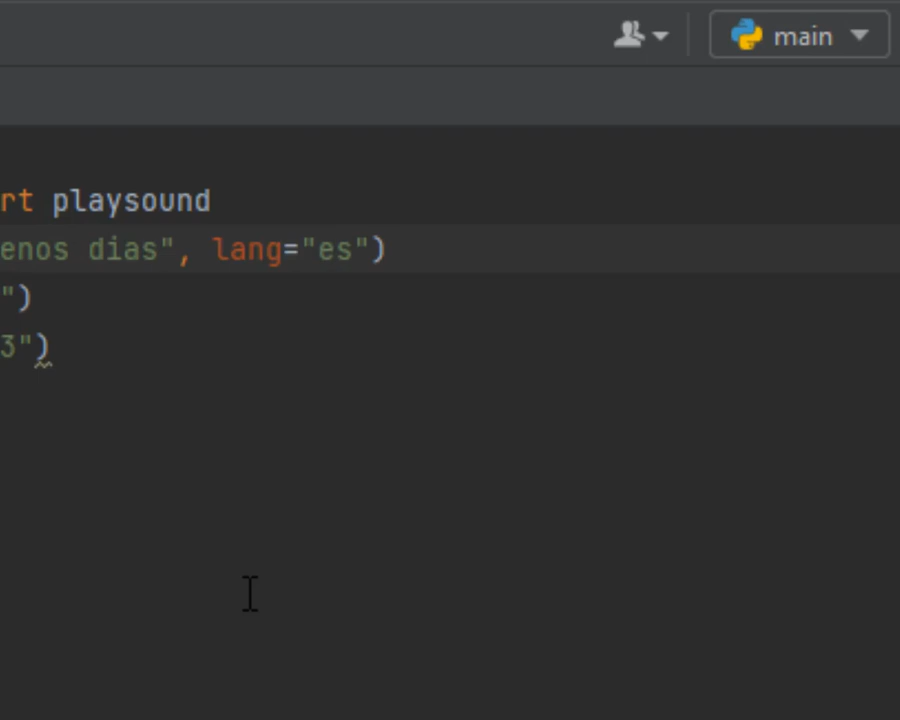 main
rt playsound
enos dias", lang="es")
")
3")